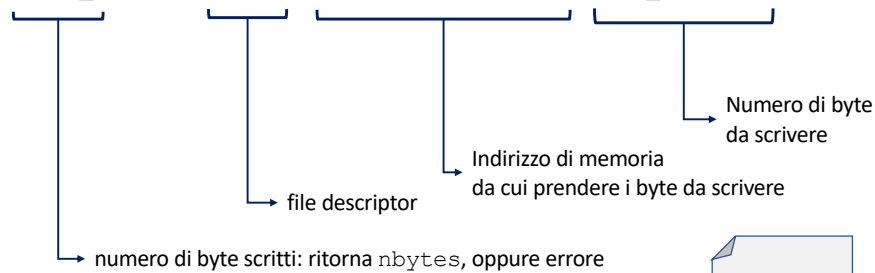 Numero di byte
da scrivere
Indirizzo di memoria
da cui prendere i byte da scrivere
file descriptor
numero di byte scritti: ritorna nbytes, oppure errore